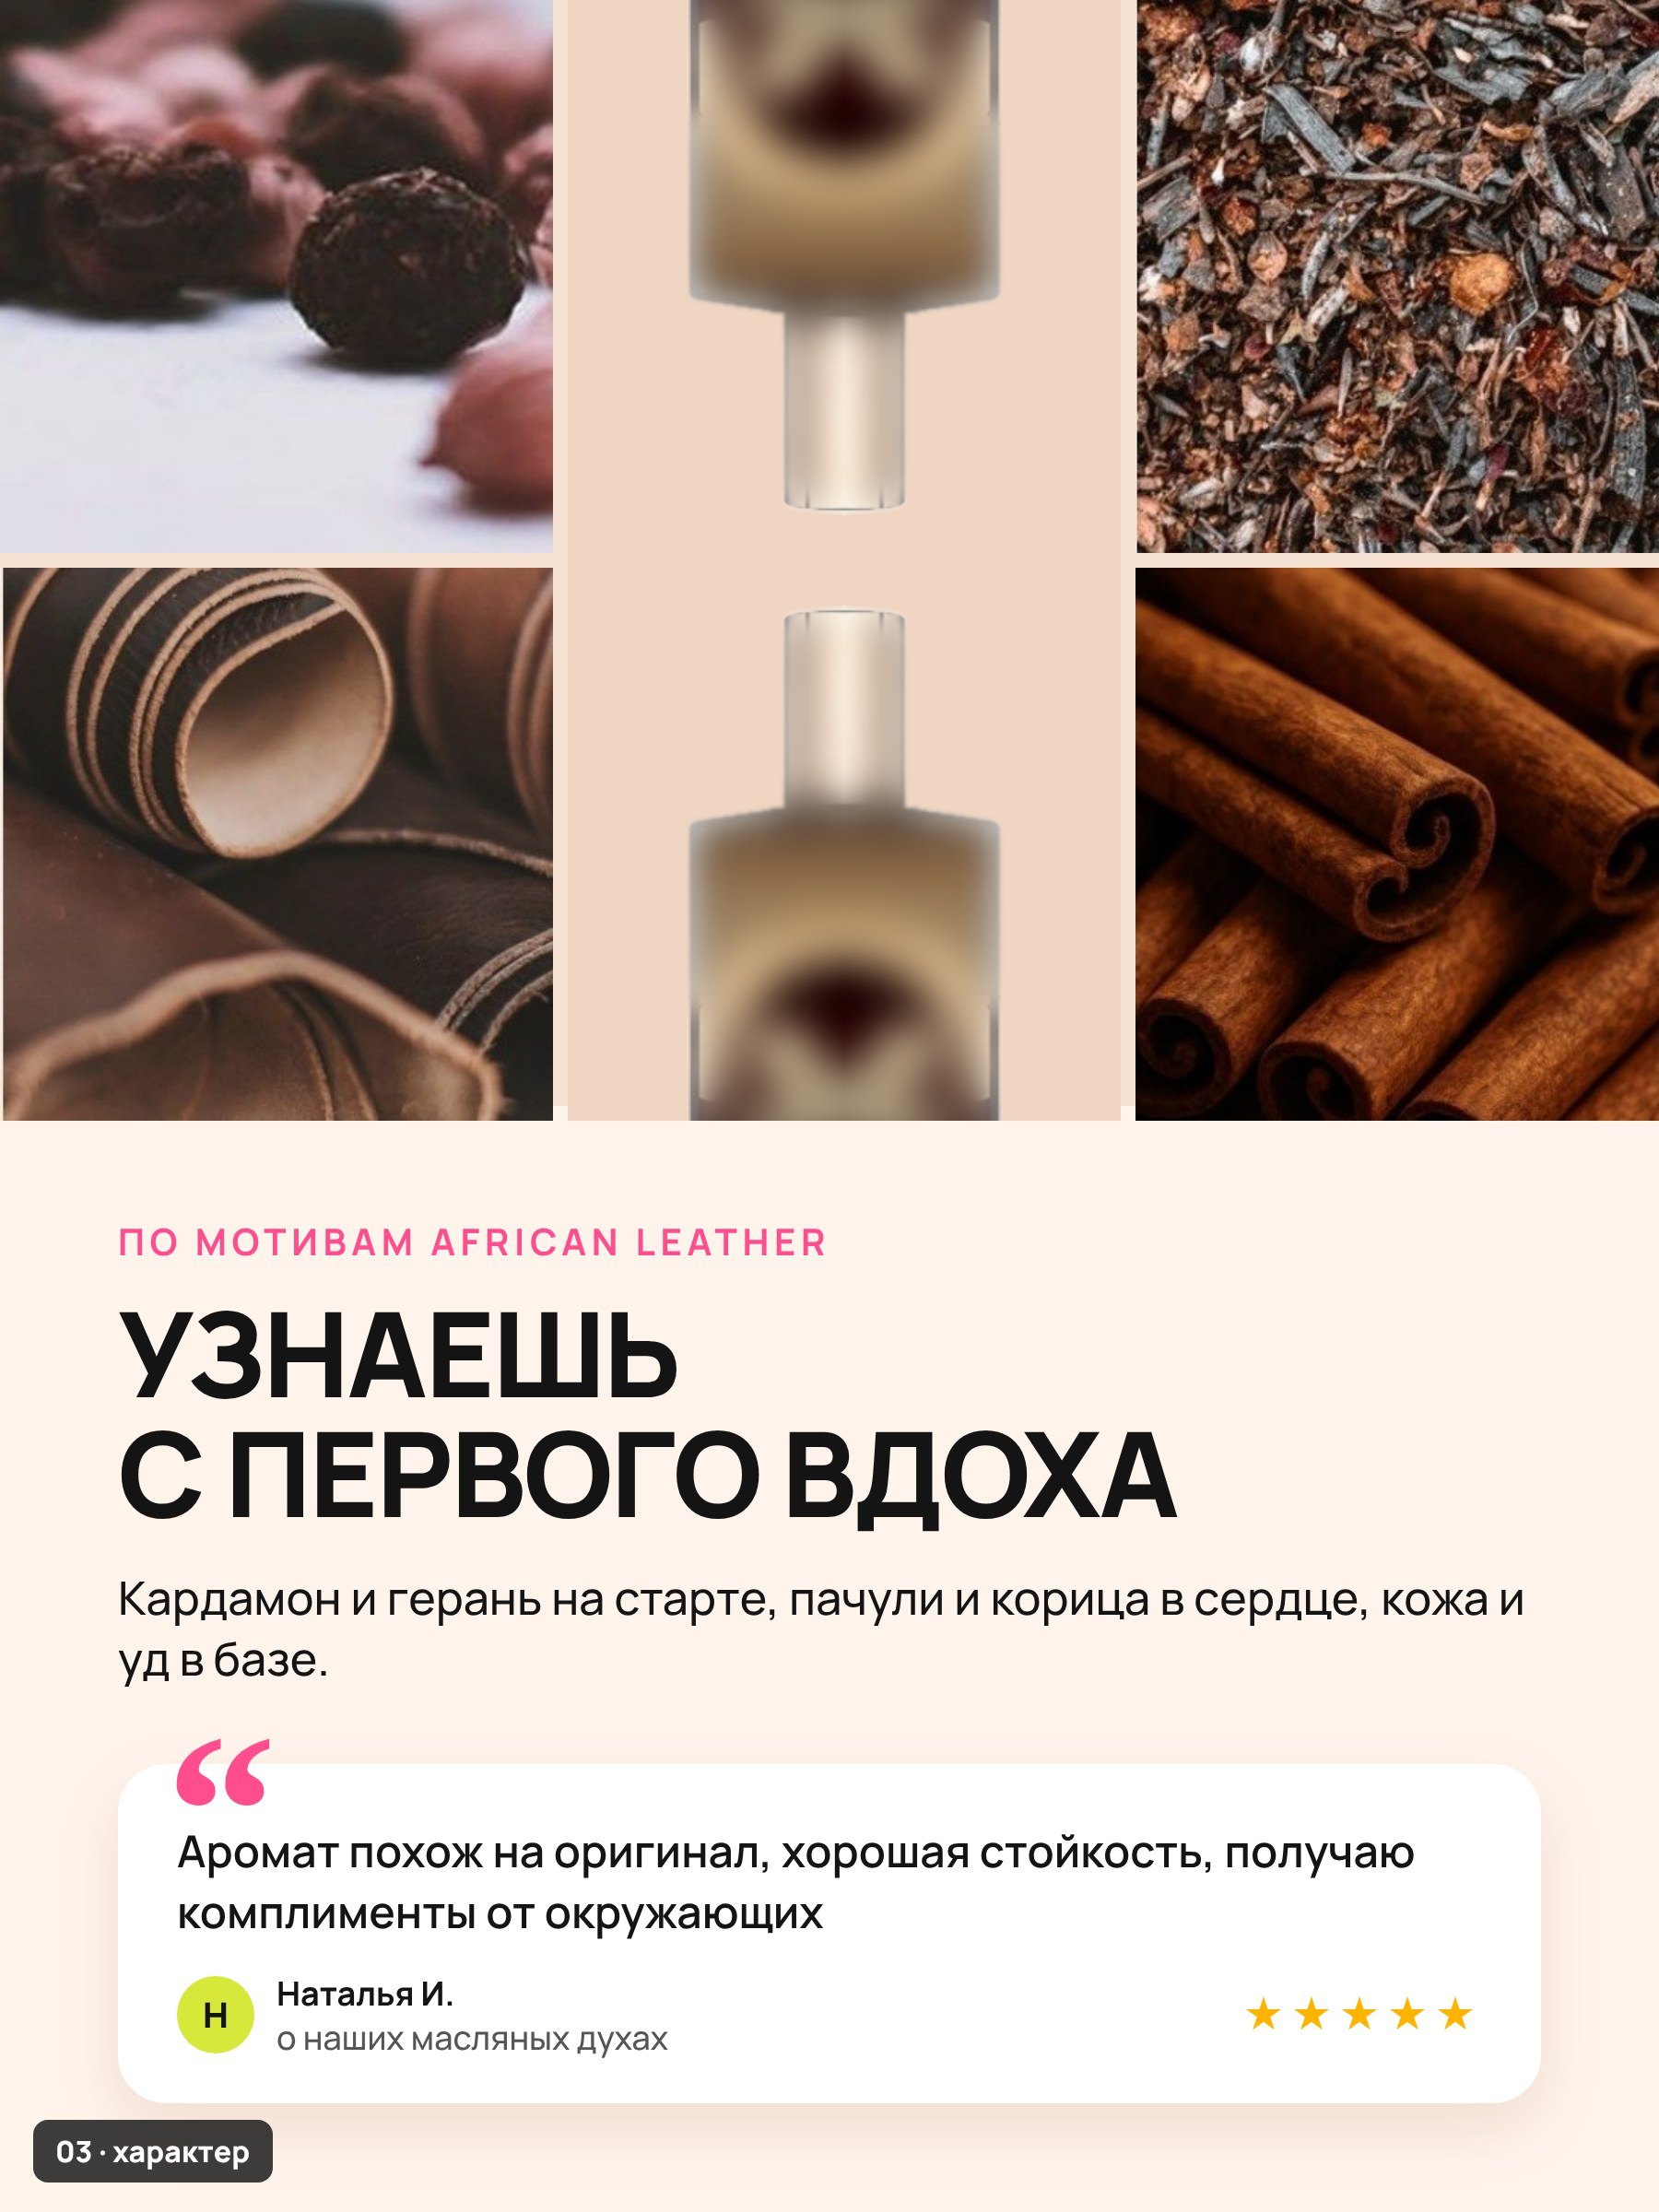 ПО МОТИВАМ AFRICAN LEATHER
УЗНАЕШЬ
С ПЕРВОГО ВДОХА
Кардамон и герань на старте, пачули и корица в сердце, кожа и
уд в базе.
“
Аромат похож на оригинал, хорошая стойкость, получаю
комплименты от окружающих
Н
Наталья И.
о наших масляных духах
★★★★★
03 · характер